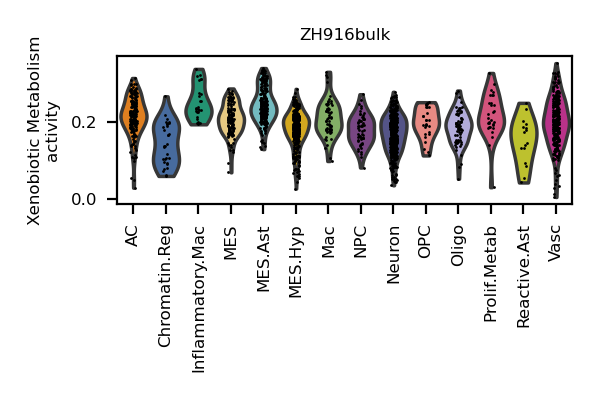 ZH916bulk
Xenobiotic Metabolism
activity
0.2
0.0
AC
Chromatin.Reg
Inflammatory.Mac
MES
MES.Ast
MES.Hyp
Mac
NPC
Neuron
OPC
Oligo
Prolif.Metab
Reactive.Ast
Vasc